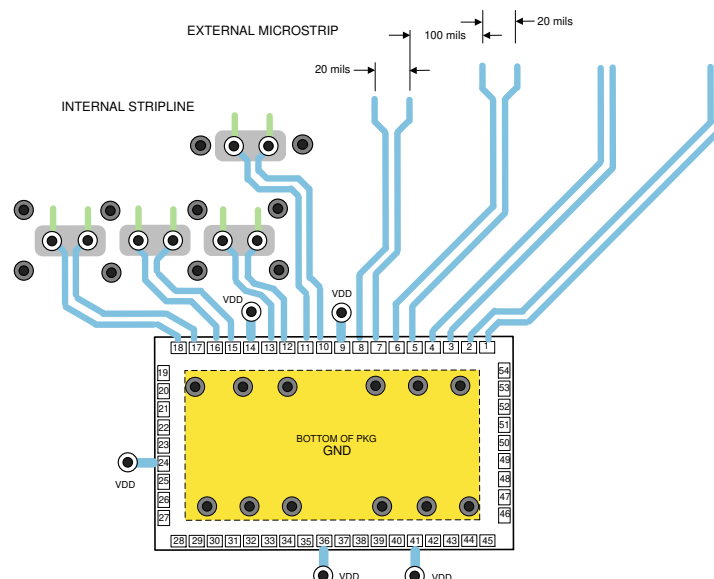 EXTERNAL MICROSTRIP
20 mils
100 mils
20 mils
INTERNAL STRIPLINE
VDD
VDD
18 17 16 15 14 13 12 11 10 9 8 7 6 5 4 3 2 1
19
20
21
22
23
24
25
26
27
54
53
52
51
50
49
48
47
46
BOTTOM OF PKG
GND
VDD
28 29 30 31 32 33 34 35 36 37 38 39 40 41 42 43 44 45
VDD
VDD